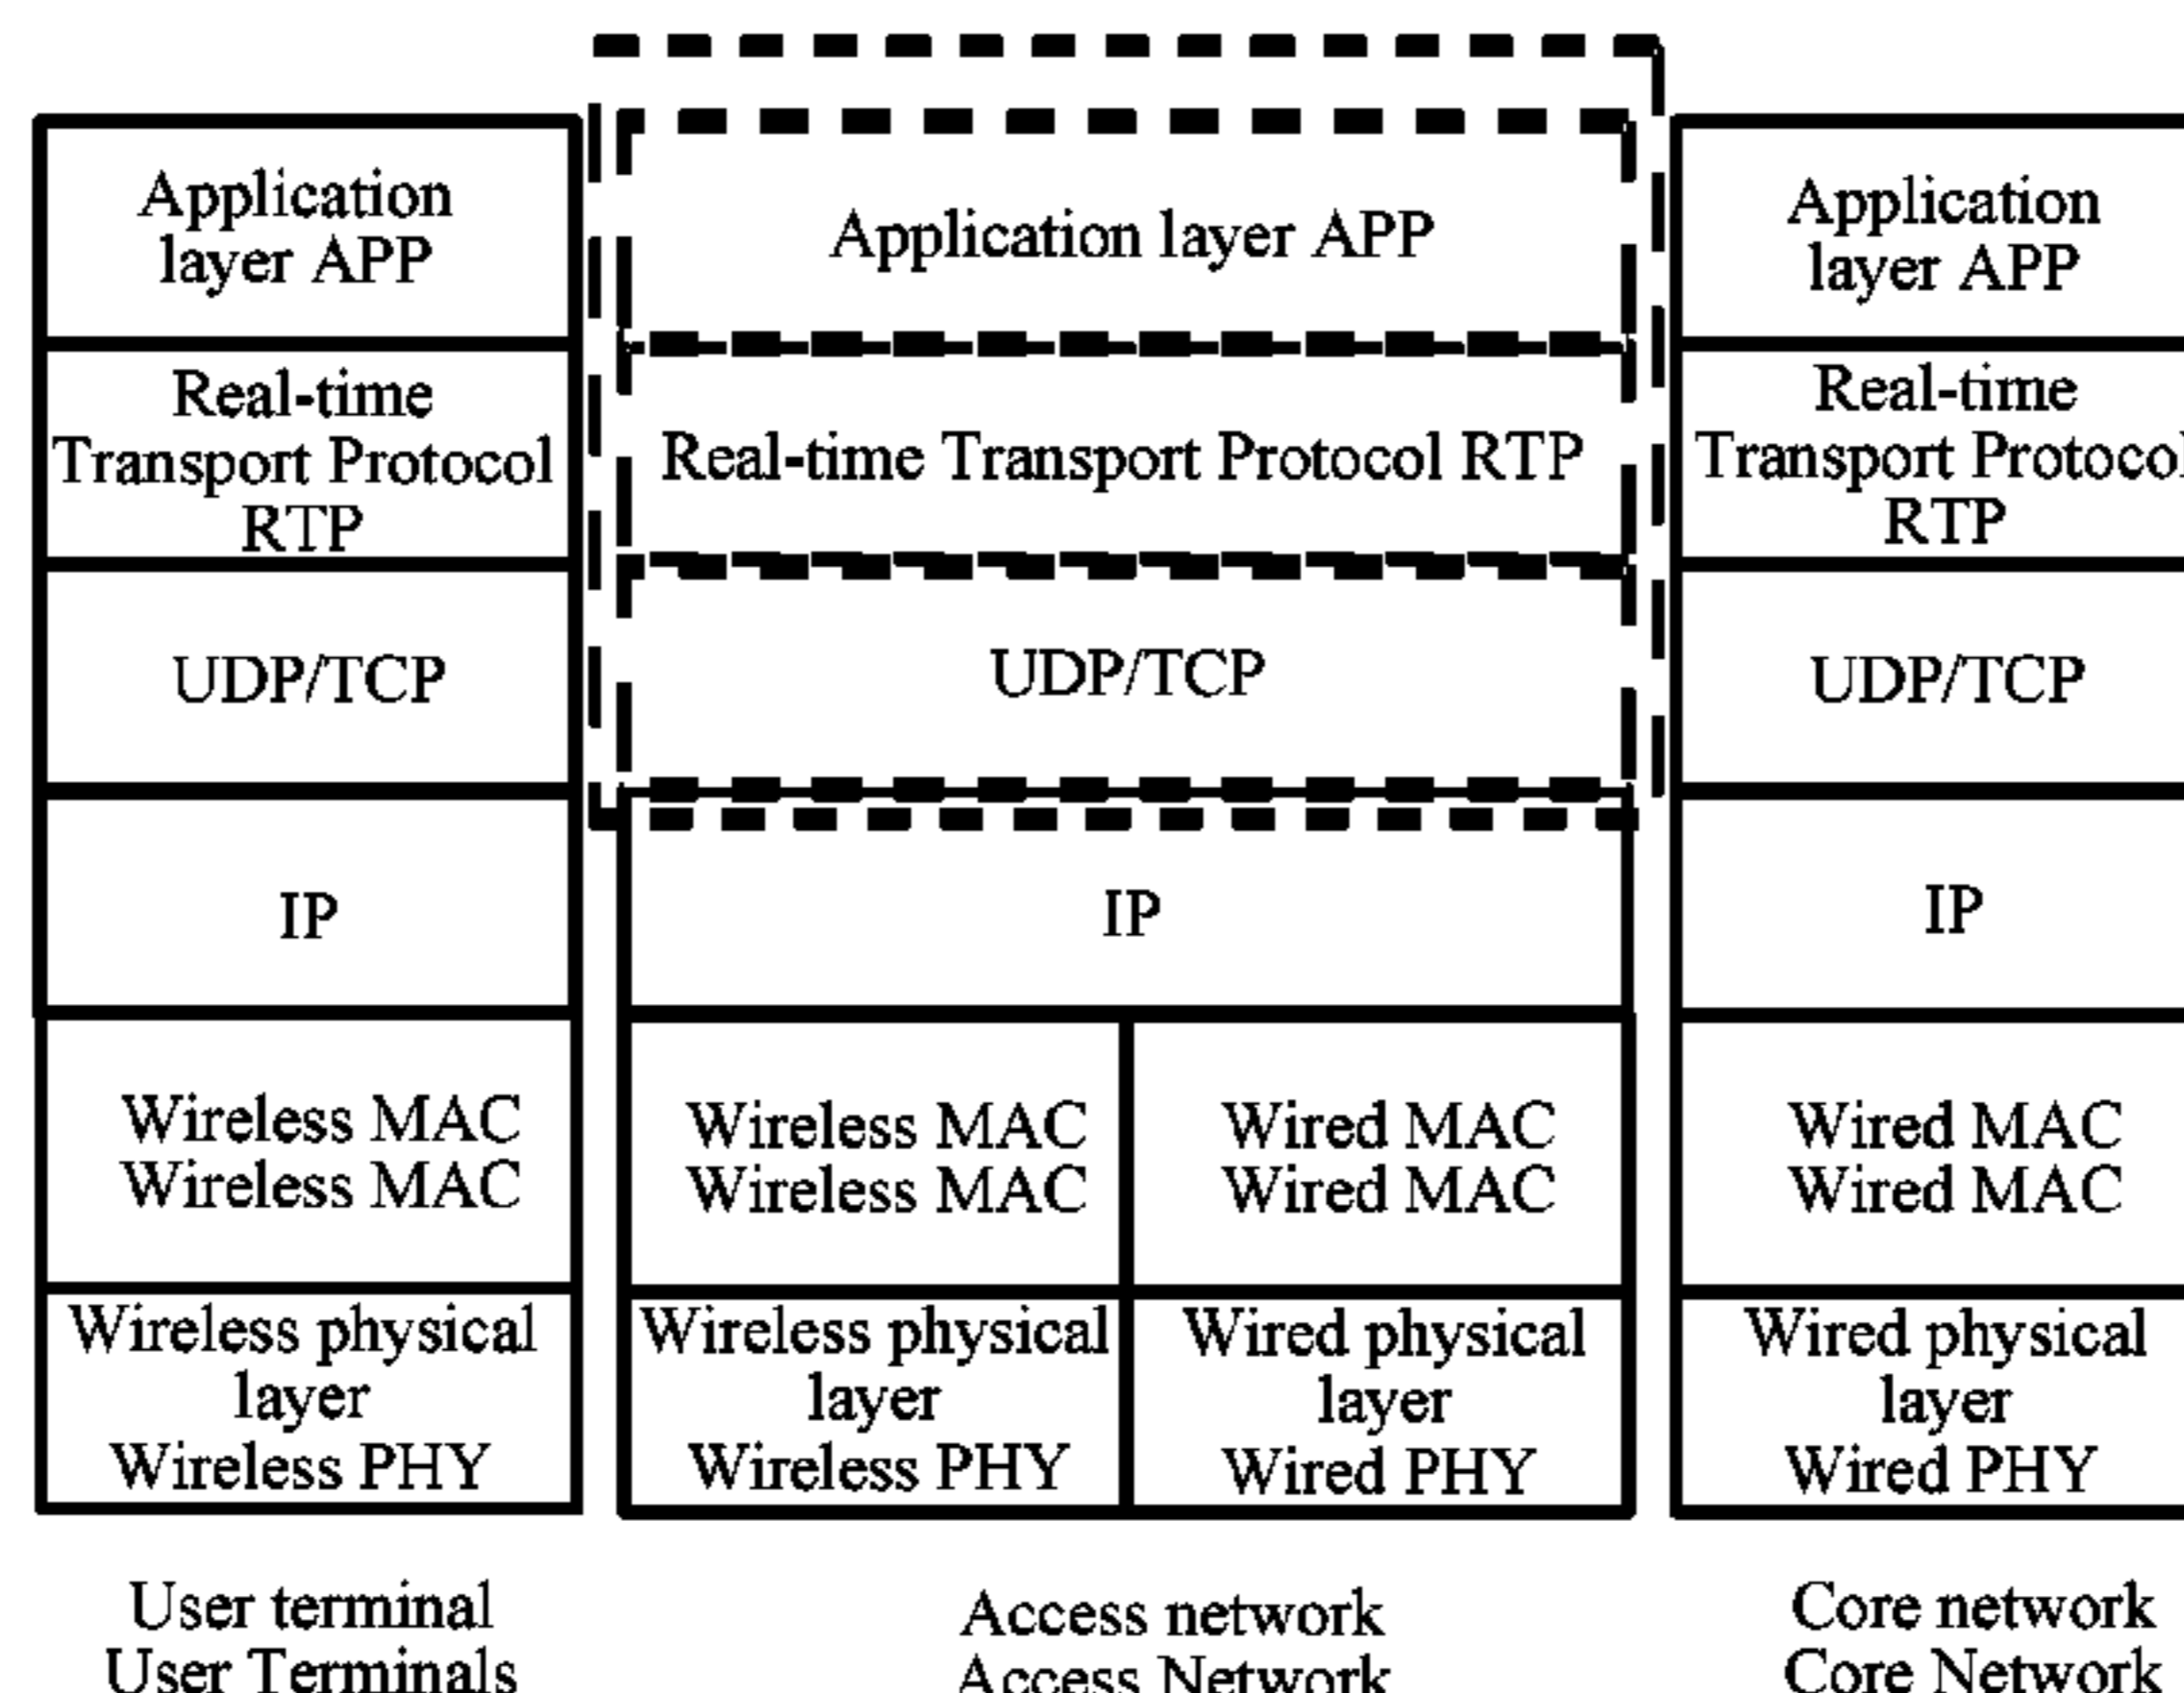 Application
layer APP
Real-time
Transport Protocol
RTP
UDP/TCP
IP
Wireless MAC
Wireless MAC
Wireless physical
layer
Wireless PHY
User terminal
User Terminals
Application layer APP
Real-time Transport Protocol RTP
UDP/TCP
IP
Wireless MAC
Wireless MAC
Wired MAC
Wired MAC
Wireless physical
layer
Wireless PHY
Wired physical
layer
Wired PHY
Access network
Access Network
Application
layer APP
Real-time
Transport Protocol
RTP
UDP/TCP
IP
Wired MAC
Wired MAC
Wired physical
layer
Wired PHY
Core network
Core Network